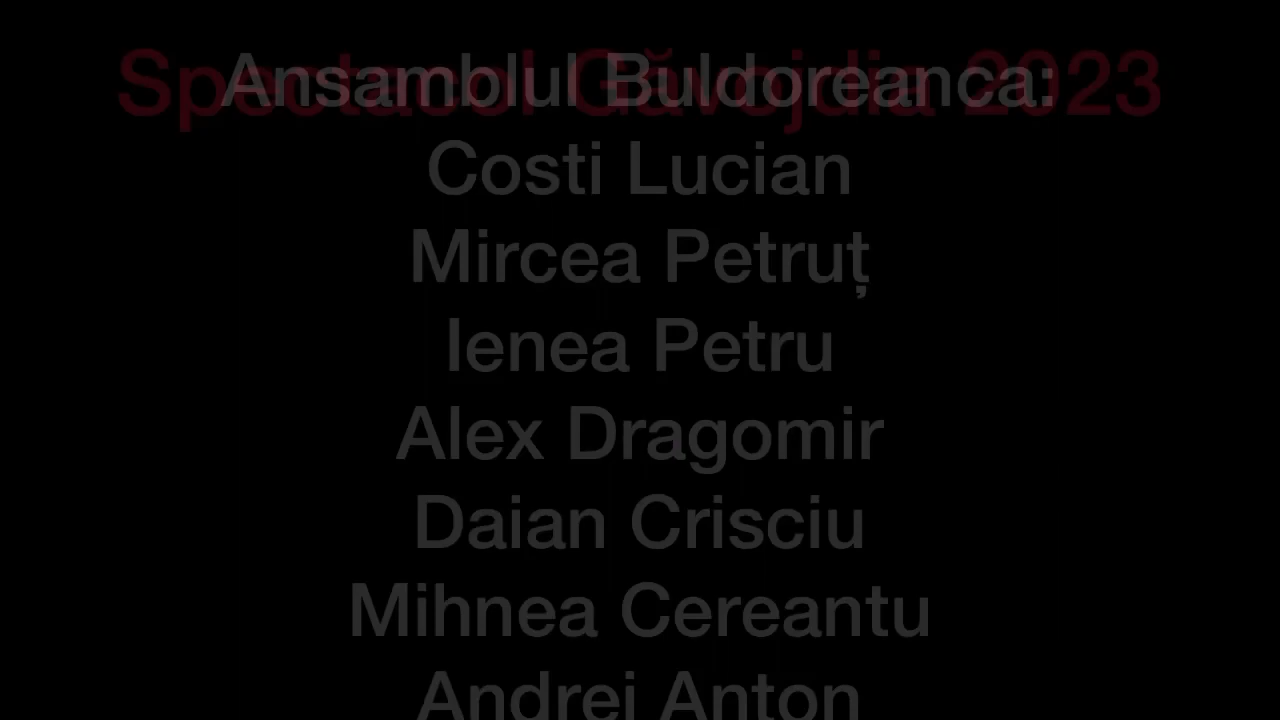 Spectacol Găvojdia 2023
Ansamblul Buldoreanca:
Costi Lucian
Mircea Petruț
Ienea Petru
Alex Dragomir
Daian Crisciu
Mihnea Cereantu
Andrei Anton